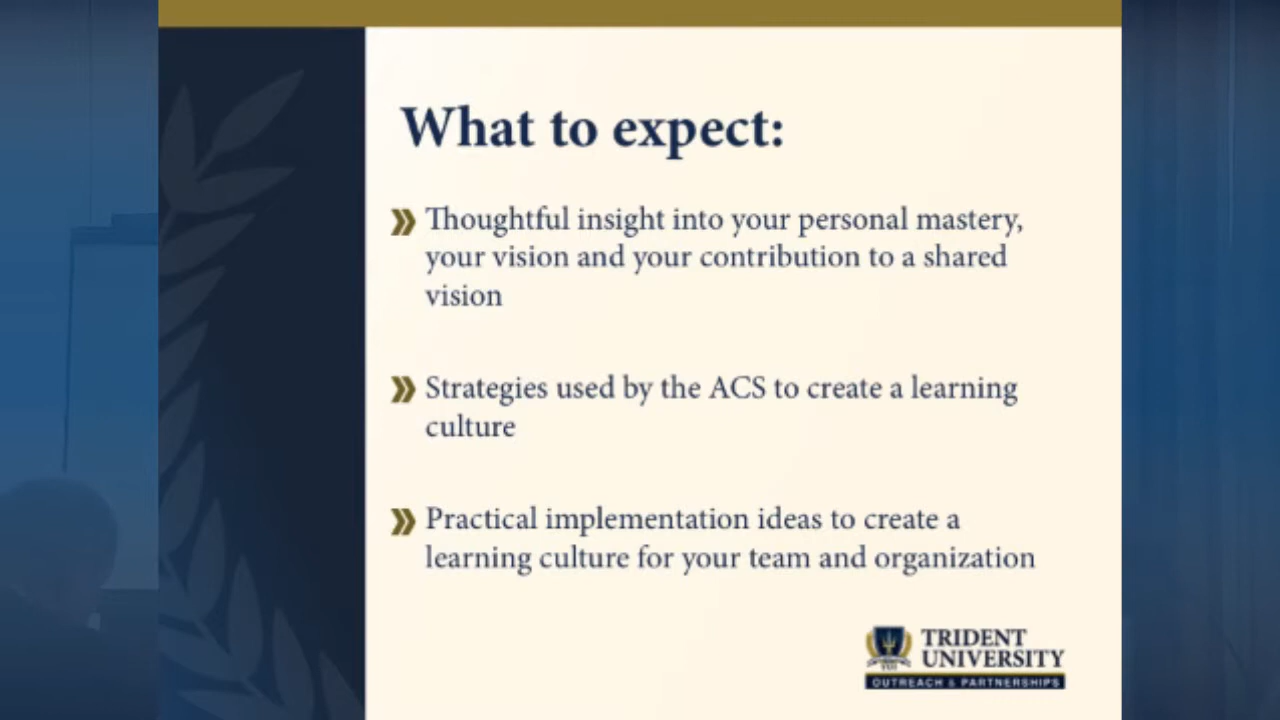 What to expect:
Thoughtful insight into your personal mastery,
your vision and your contribution to a shared
vision
Strategies used by the ACS to create a learning
culture
Practical implementation ideas to create a
learning culture for your team and organization
TRIDENT
UNIVERSITY
OUTREACH & PARTNERSHIPS